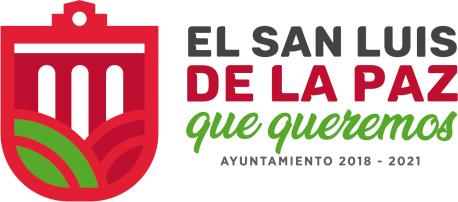 EL SAN LUIS
DE LA PAZ
que queremos
AYUNTAMIENTO 2018 - 2021